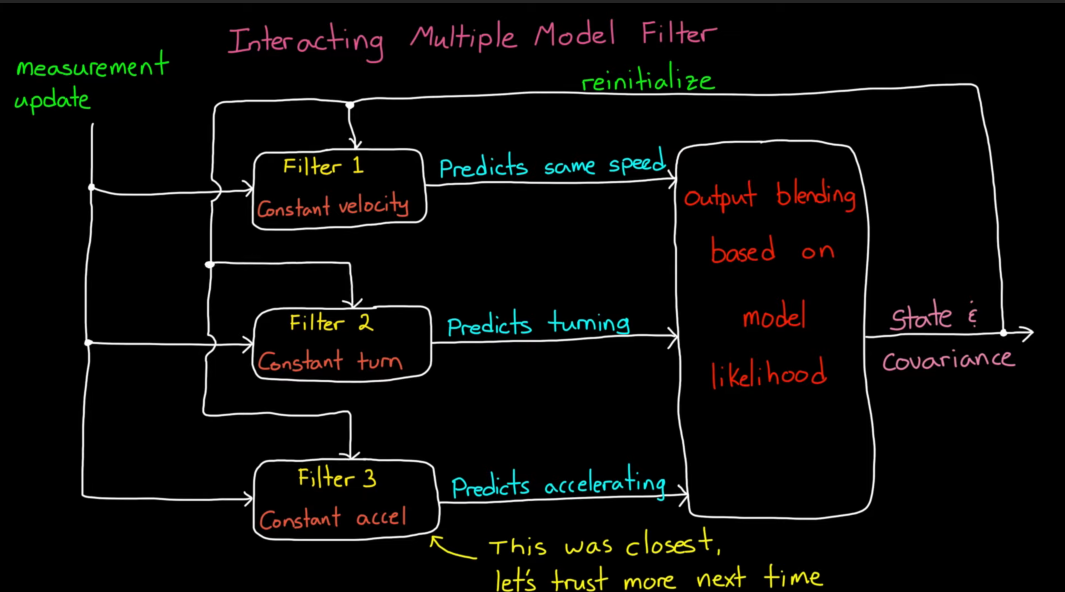 Interacting Multiple Model Filter
measurement
update
reinitialize
Filter 1
Constant velocity
Predicts same speed
Filter 2
Constant turn
Predicts turning
Filter 3
Constant accel
Predicts accelerating
Output blending
based on
model
likelihood
State &
Covariance
This was closest,
let's trust more next time